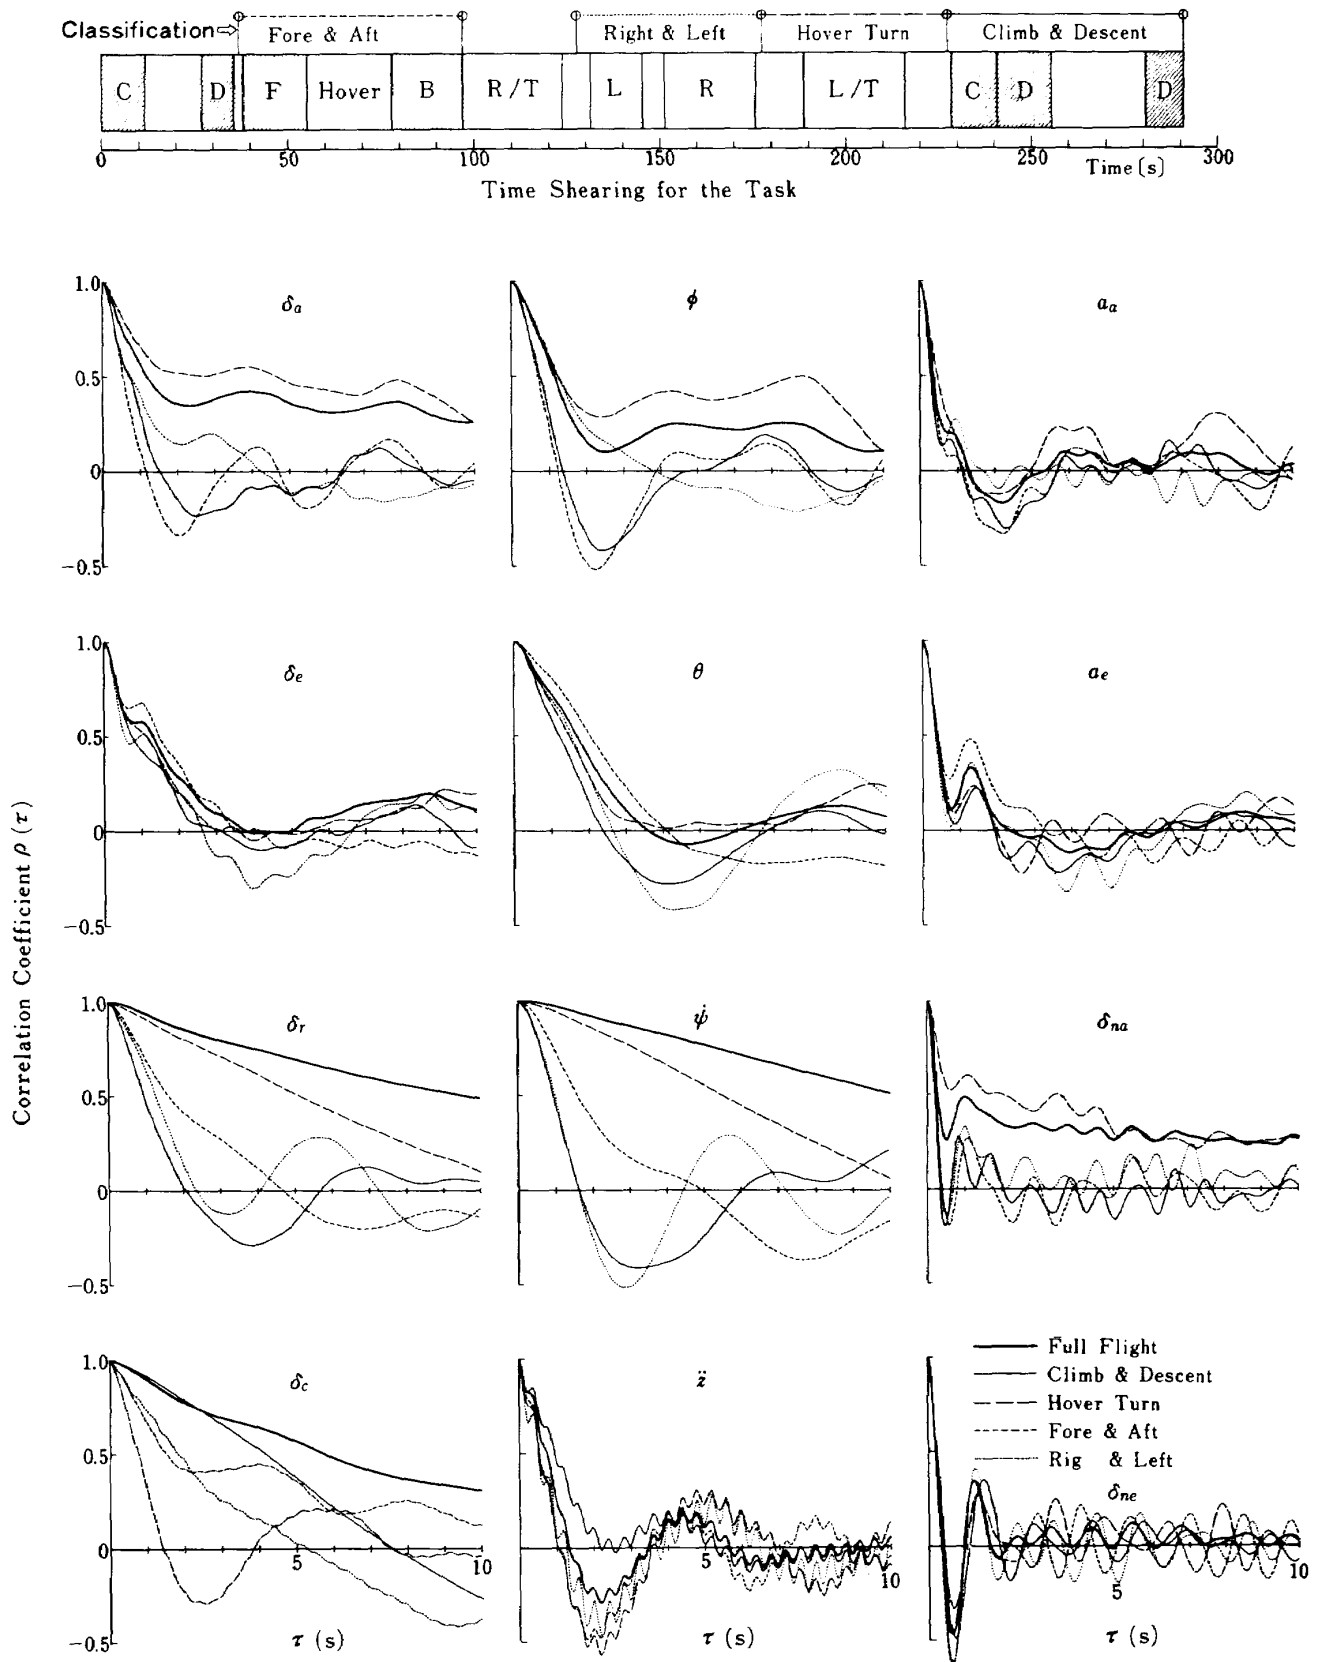 Classification⇨ Fore & Aft Right & Left Hover Turn Climb & Descent
C D F Hover B R/T L R L/T C D D
0 50 100 150 200 250 300
Time (s)
Time Shearing for the Task
Correlation Coefficient ρ (τ)
1.0 δa ϕ aa
0.5
0
−0.5
1.0 δe θ ae
0.5
0
−0.5
1.0 δr ψ̇ δna
0.5
0
−0.5
Full Flight
Climb & Descent
Hover Turn
Fore & Aft
Rig & Left
1.0 δc z̈ δne
0.5
0 5 10 5 10 5 10
−0.5
τ (s) τ (s) τ (s)